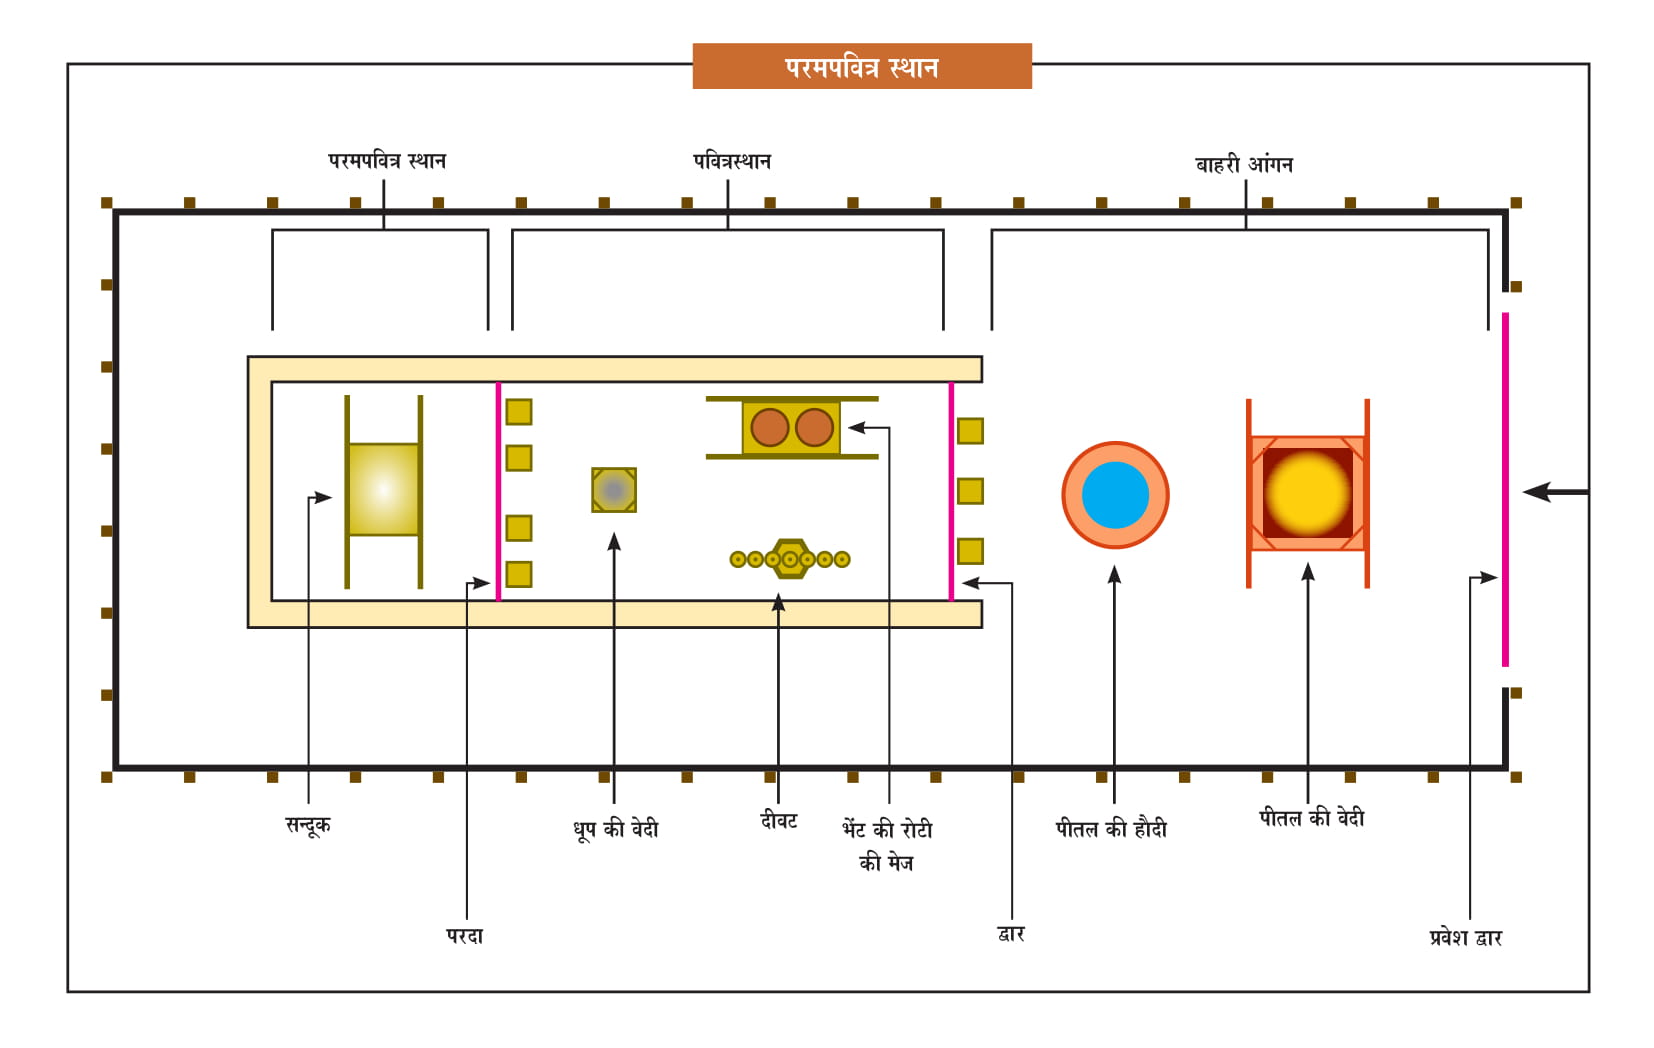 परमपवित्र स्थान
परमपवित्र स्थान
पवित्रस्थान
बाहरी आंगन
सन्दूक
धूप की वेदी
दीवट
भेंट की रोटी
की मेज
पीतल की हौदी
पीतल की वेदी
परदा
द्वार
प्रवेश द्वार